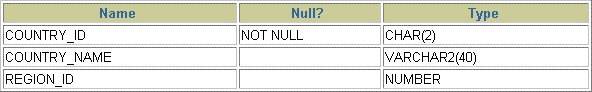 Name Null? Type
COUNTRY_ID NOT NULL CHAR(2)
COUNTRY_NAME VARCHAR2(40)
REGION_ID NUMBER